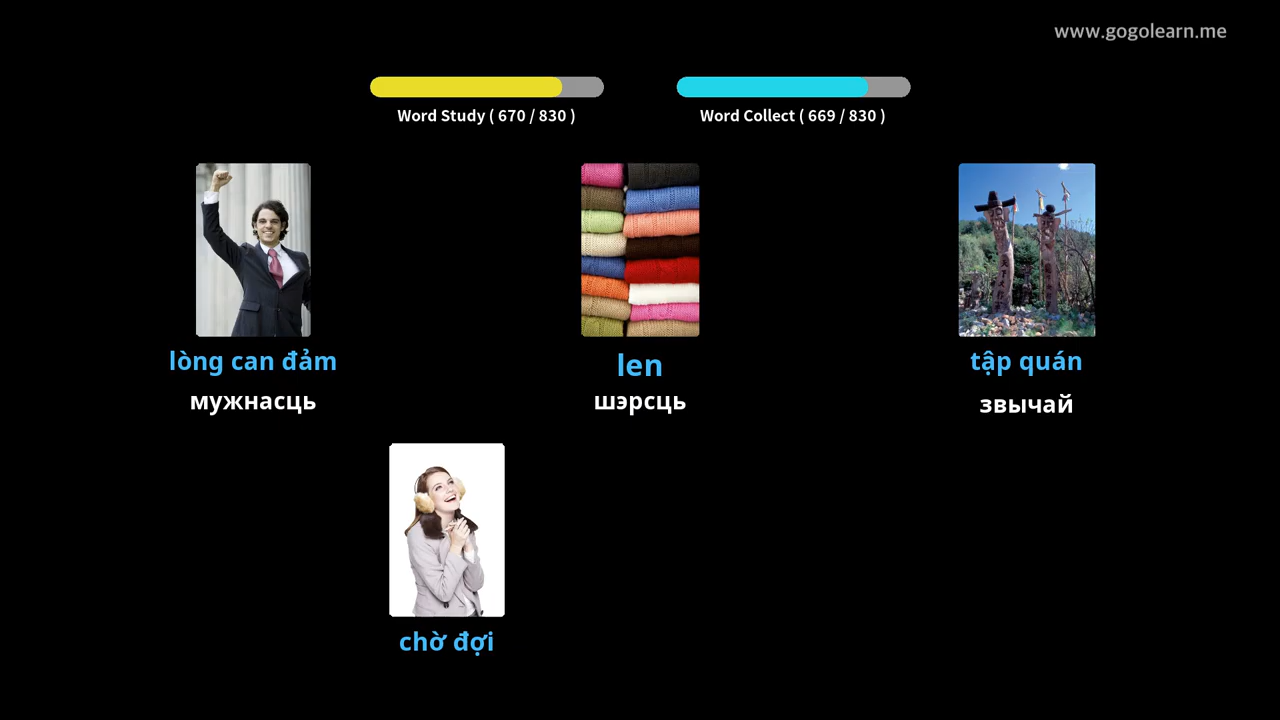 www.gogolearn.me
Word Study ( 670 / 830 )
Word Collect ( 669 / 830 )
lòng can đảm
мужнасць
len
шэрсць
tập quán
звычай
chờ đợi